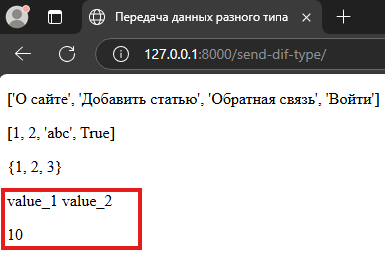 Передача данных разного типа
127.0.0.1:8000/send-dif-type/
['О сайте', 'Добавить статью', 'Обратная связь', 'Войти']
[1, 2, 'abc', True]
{1, 2, 3}
value_1 value_2
10